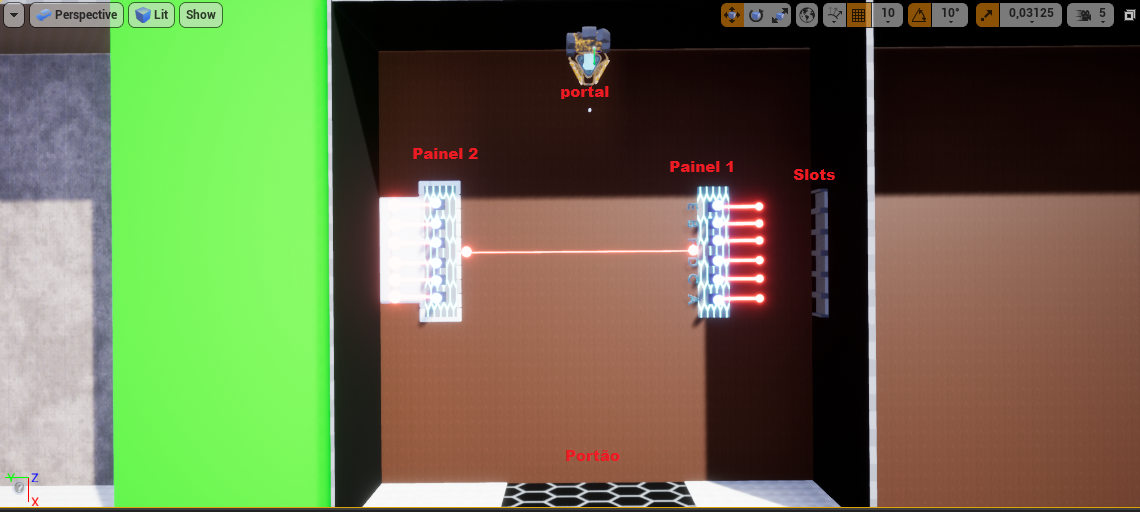 Perspective
Lit
Show
10
10°
0,03125
5
portal
Painel 2
Painel 1
Slots
Portão
Y
Z
X